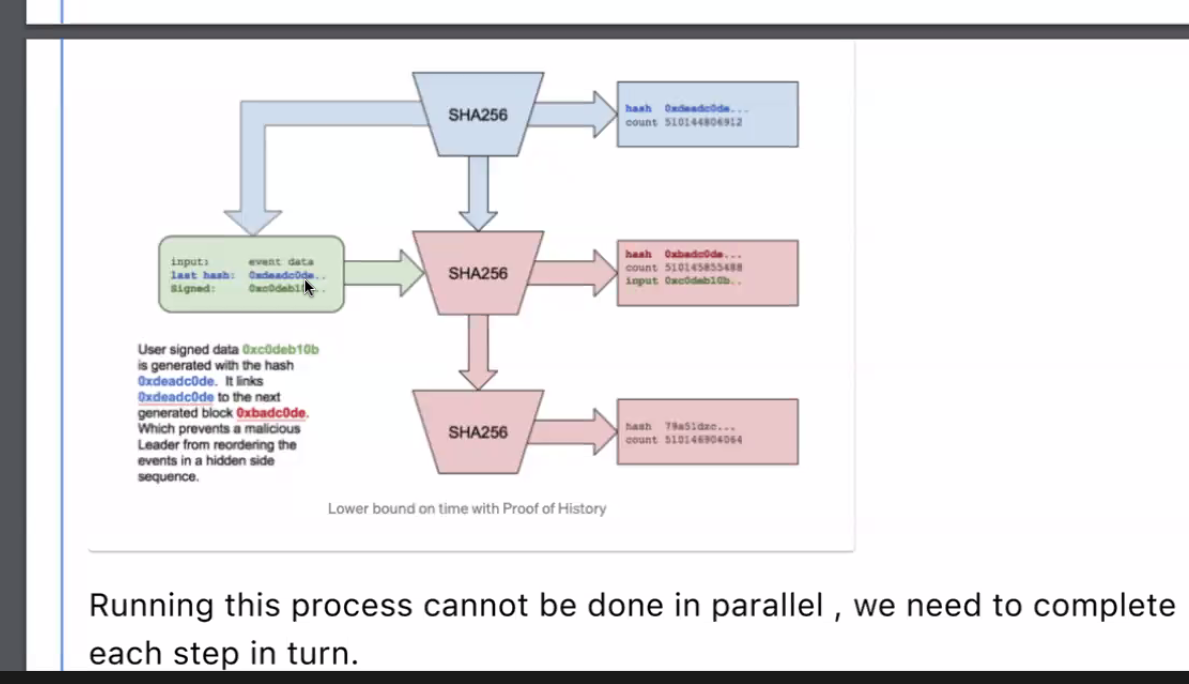 SHA256
hash 0xdeadc0de...
count 510144806912
input: event data
last hash: 0xdeadc0de..
Signed: 0xc0deb10b..
SHA256
hash 0xbadc0de...
count 510145855488
input 0xc0deb10b..
User signed data 0xc0deb10b
is generated with the hash
0xdeadc0de. It links
0xdeadc0de to the next
generated block 0xbadc0de.
Which prevents a malicious
Leader from reordering the
events in a hidden side
sequence.
SHA256
hash 79a51dzc...
count 510146904064
Lower bound on time with Proof of History
Running this process cannot be done in parallel , we need to complete
each step in turn.